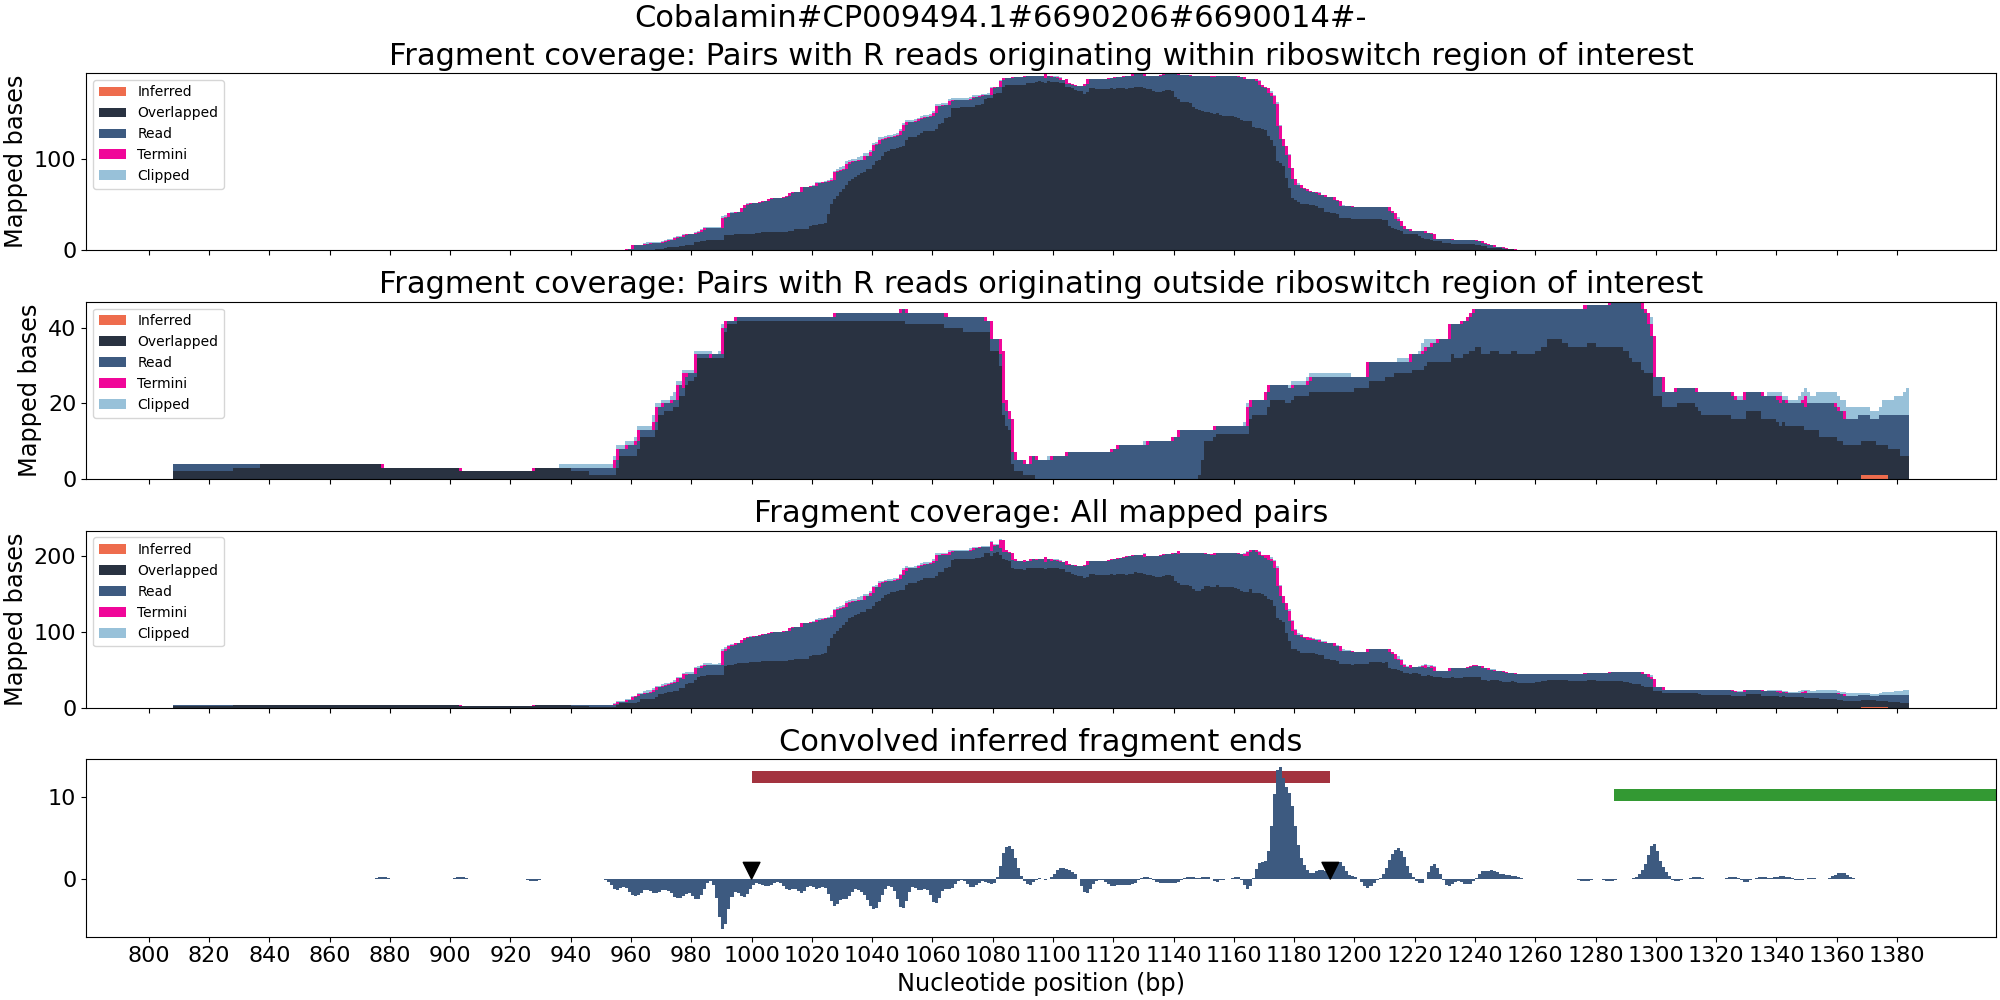 Cobalamin#CP009494.1#6690206#6690014#-
Fragment coverage: Pairs with R reads originating within riboswitch region of interest
Mapped bases
100
0
Inferred
Overlapped
Read
Termini
Clipped
Fragment coverage: Pairs with R reads originating outside riboswitch region of interest
Mapped bases
40
20
0
Inferred
Overlapped
Read
Termini
Clipped
Fragment coverage: All mapped pairs
Mapped bases
200
100
0
Inferred
Overlapped
Read
Termini
Clipped
Convolved inferred fragment ends
10
0
800 820 840 860 880 900 920 940 960 980 1000 1020 1040 1060 1080 1100 1120 1140 1160 1180 1200 1220 1240 1260 1280 1300 1320 1340 1360 1380
Nucleotide position (bp)